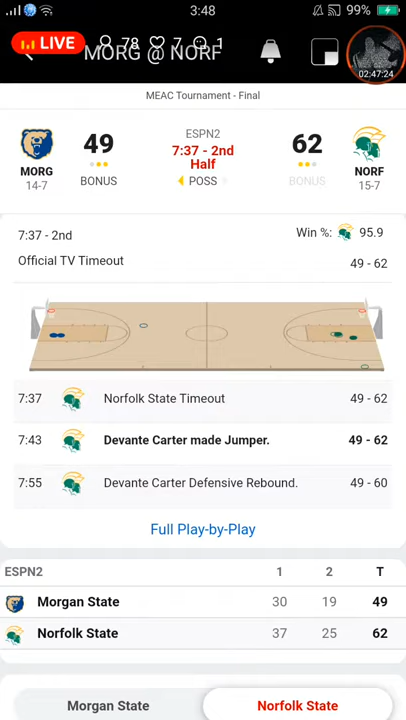 3:48
99%
LIVE 78 7 1
MORG @ NORF
02:47:24
MEAC Tournament - Final
49 ESPN2 62
7:37 - 2nd
Half
MORG NORF
14-7 BONUS POSS BONUS 15-7
7:37 - 2nd Win %: 95.9
Official TV Timeout 49 - 62
7:37 Norfolk State Timeout 49 - 62
7:43 Devante Carter made Jumper. 49 - 62
7:55 Devante Carter Defensive Rebound. 49 - 60
Full Play-by-Play
ESPN2 1 2 T
Morgan State 30 19 49
Norfolk State 37 25 62
Morgan State Norfolk State